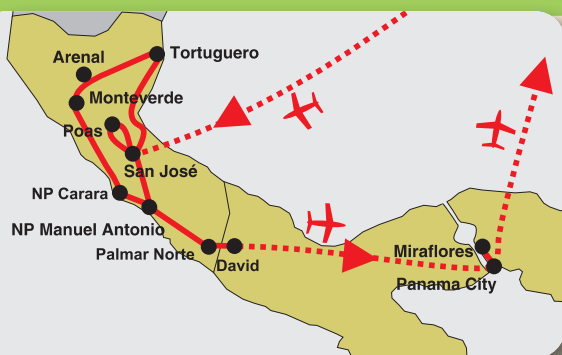 Tortuguero
Arenal
Monteverde
Poas
San José
NP Carara
NP Manuel Antonio
Palmar Norte
David
Miraflores
Panama City